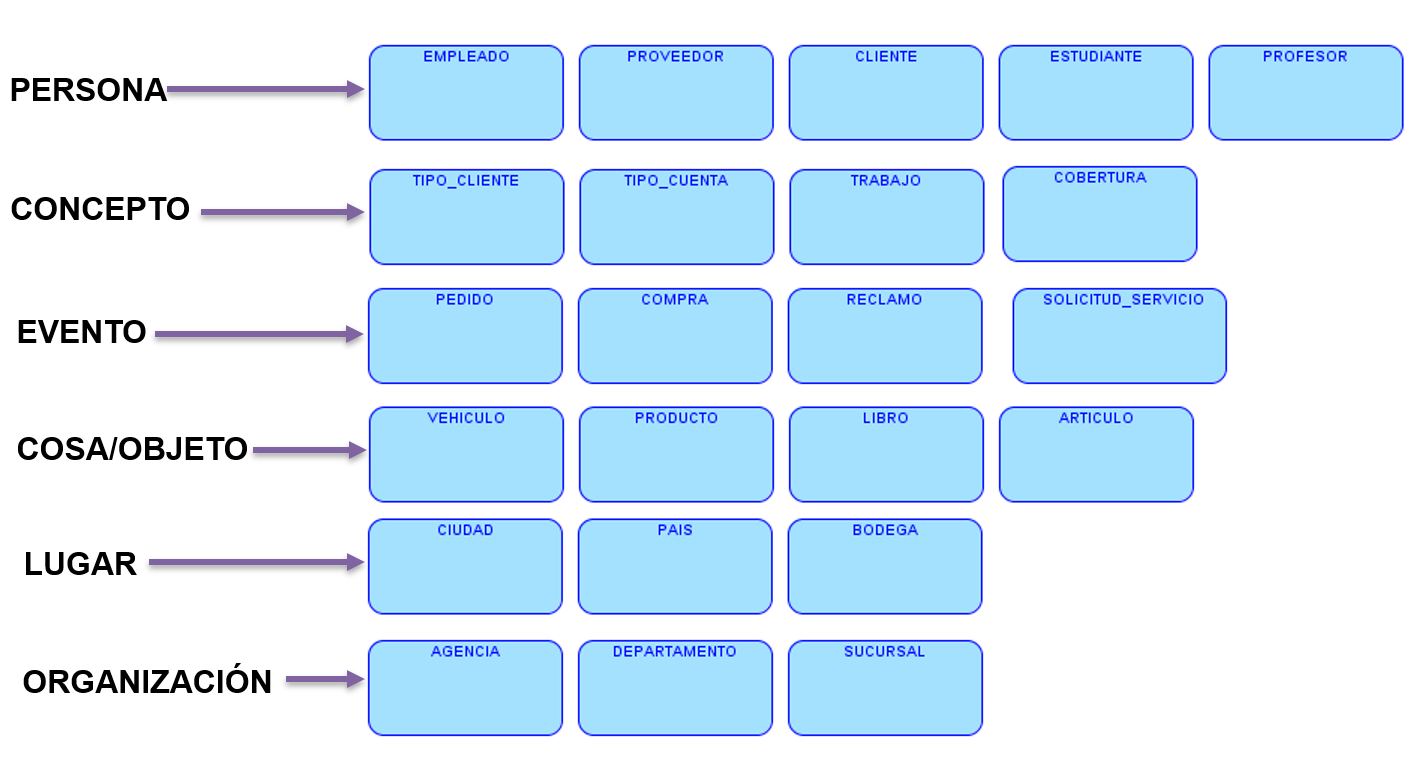 PERSONA
EMPLEADO
PROVEEDOR
CLIENTE
ESTUDIANTE
PROFESOR
CONCEPTO
TIPO_CLIENTE
TIPO_CUENTA
TRABAJO
COBERTURA
EVENTO
PEDIDO
COMPRA
RECLAMO
SOLICITUD_SERVICIO
COSA/OBJETO
VEHICULO
PRODUCTO
LIBRO
ARTICULO
LUGAR
CIUDAD
PAIS
BODEGA
ORGANIZACIÓN
AGENCIA
DEPARTAMENTO
SUCURSAL